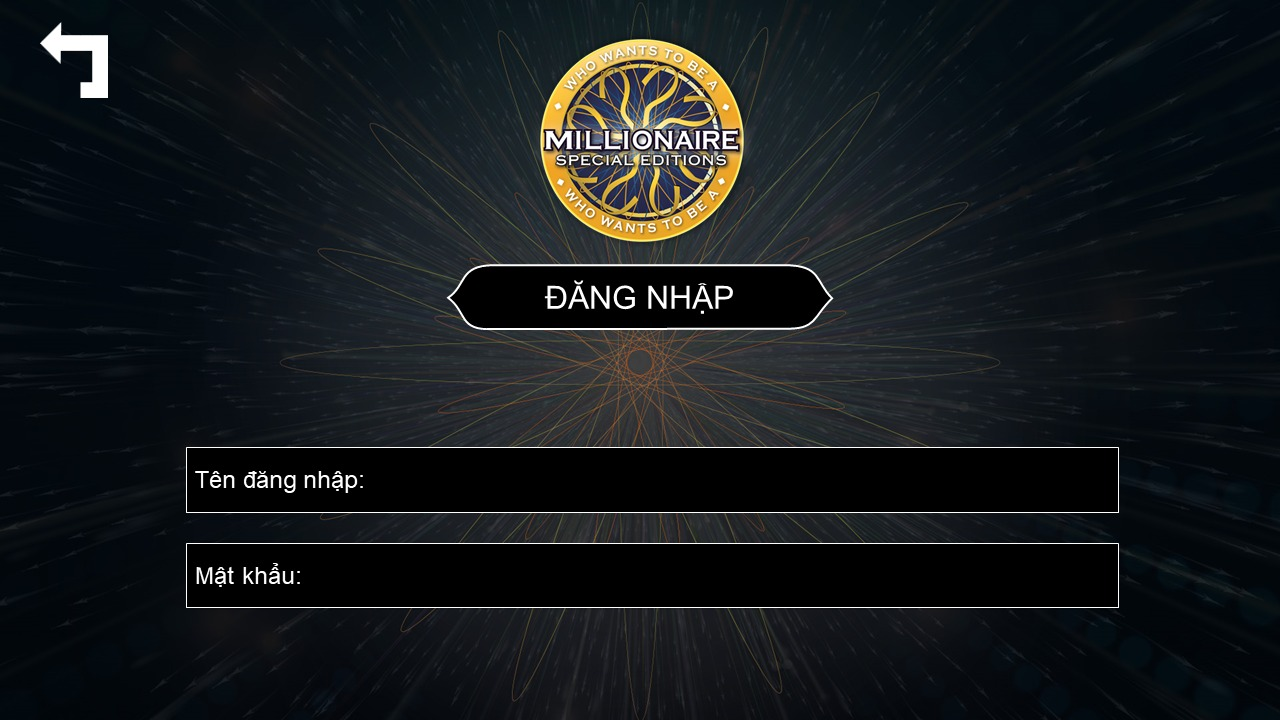 WHO WANTS TO BE A
MILLIONAIRE
SPECIAL EDITIONS
WHO WANTS TO BE A
ĐĂNG NHẬP
Tên đăng nhập:
Mật khẩu: